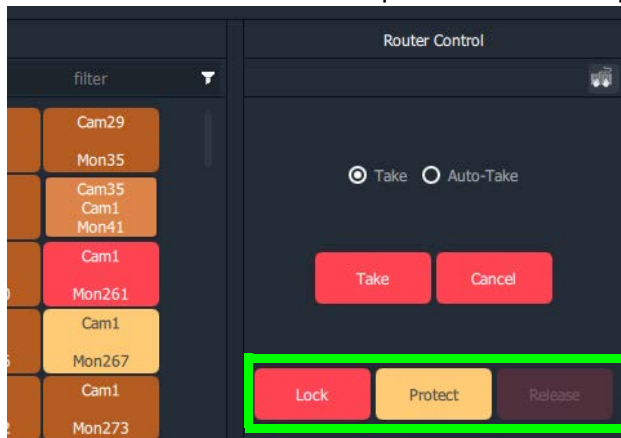 Router Control
filter
Cam29
Mon35
Cam35
Cam1
Mon41
Cam1
Mon261
Cam1
Mon267
Cam1
Mon273
Take Auto-Take
Take Cancel
Lock Protect Release